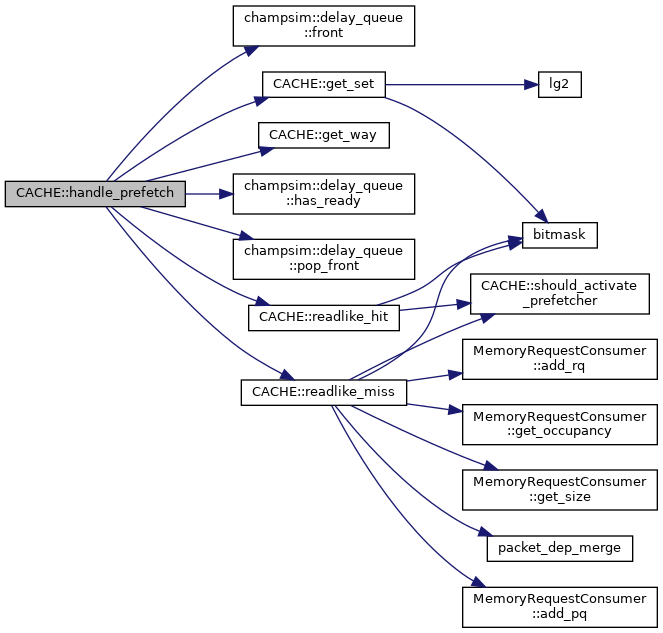 champsim::delay_queue
::front
CACHE::get_set
lg2
CACHE::get_way
CACHE::handle_prefetch
champsim::delay_queue
::has_ready
bitmask
champsim::delay_queue
::pop_front
CACHE::should_activate
_prefetcher
CACHE::readlike_hit
MemoryRequestConsumer
::add_rq
CACHE::readlike_miss
MemoryRequestConsumer
::get_occupancy
MemoryRequestConsumer
::get_size
packet_dep_merge
MemoryRequestConsumer
::add_pq